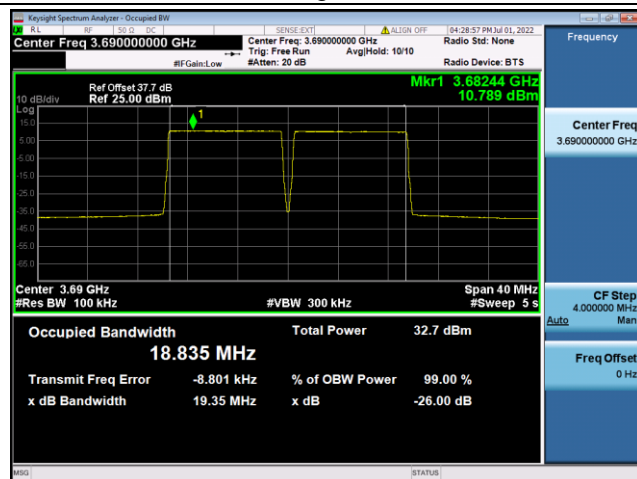 Keysight Spectrum Analyzer - Occupied BW
RL RF 50 Ω DC SENSE:EXT ALIGN OFF 04:28:57 PM Jul 01, 2022
Center Freq 3.690000000 GHz Center Freq: 3.690000000 GHz Radio Std: None
Trig: Free Run Avg|Hold: 10/10
#IFGain:Low #Atten: 20 dB Radio Device: BTS
Frequency
Ref Offset 37.7 dB Mkr1 3.68244 GHz
10 dB/div Ref 25.00 dBm 10.789 dBm
Log
15.0
5.00
-5.00
-15.0
-25.0
-35.0
-45.0
-55.0
-65.0
1
Center Freq
3.690000000 GHz
Center 3.69 GHz Span 40 MHz
#Res BW 100 kHz #VBW 300 kHz #Sweep 5 s
CF Step
4.000000 MHz
Auto Man
Occupied Bandwidth Total Power 32.7 dBm
18.835 MHz
Transmit Freq Error -8.801 kHz % of OBW Power 99.00 %
x dB Bandwidth 19.35 MHz x dB -26.00 dB
Freq Offset
0 Hz
MSG STATUS